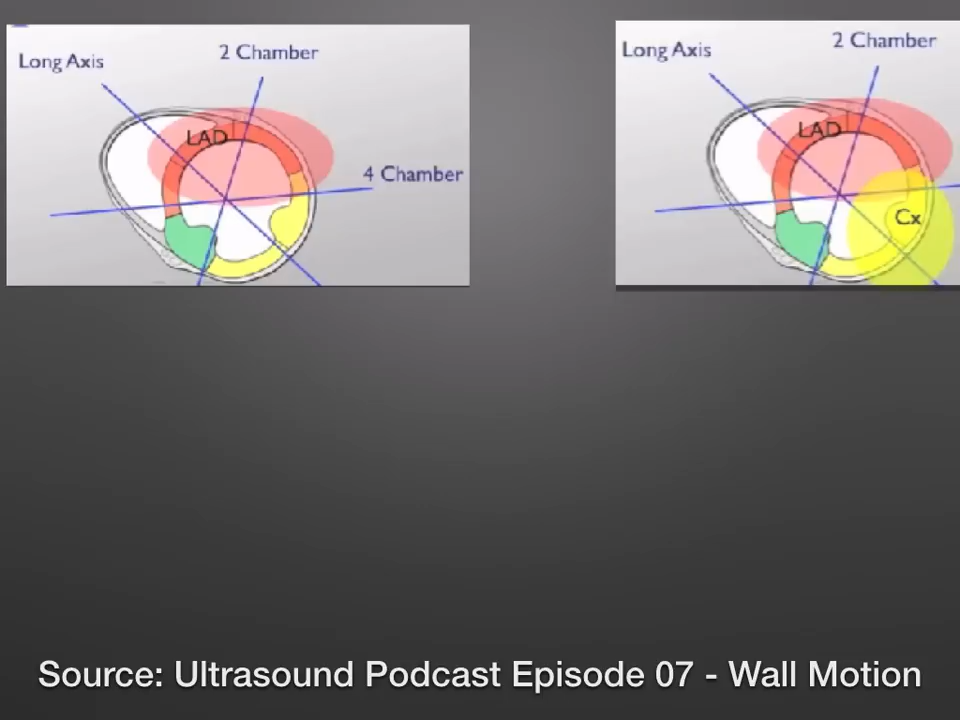 Long Axis
2 Chamber
LAD
4 Chamber
Long Axis
2 Chamber
LAD
Cx
Source: Ultrasound Podcast Episode 07 - Wall Motion